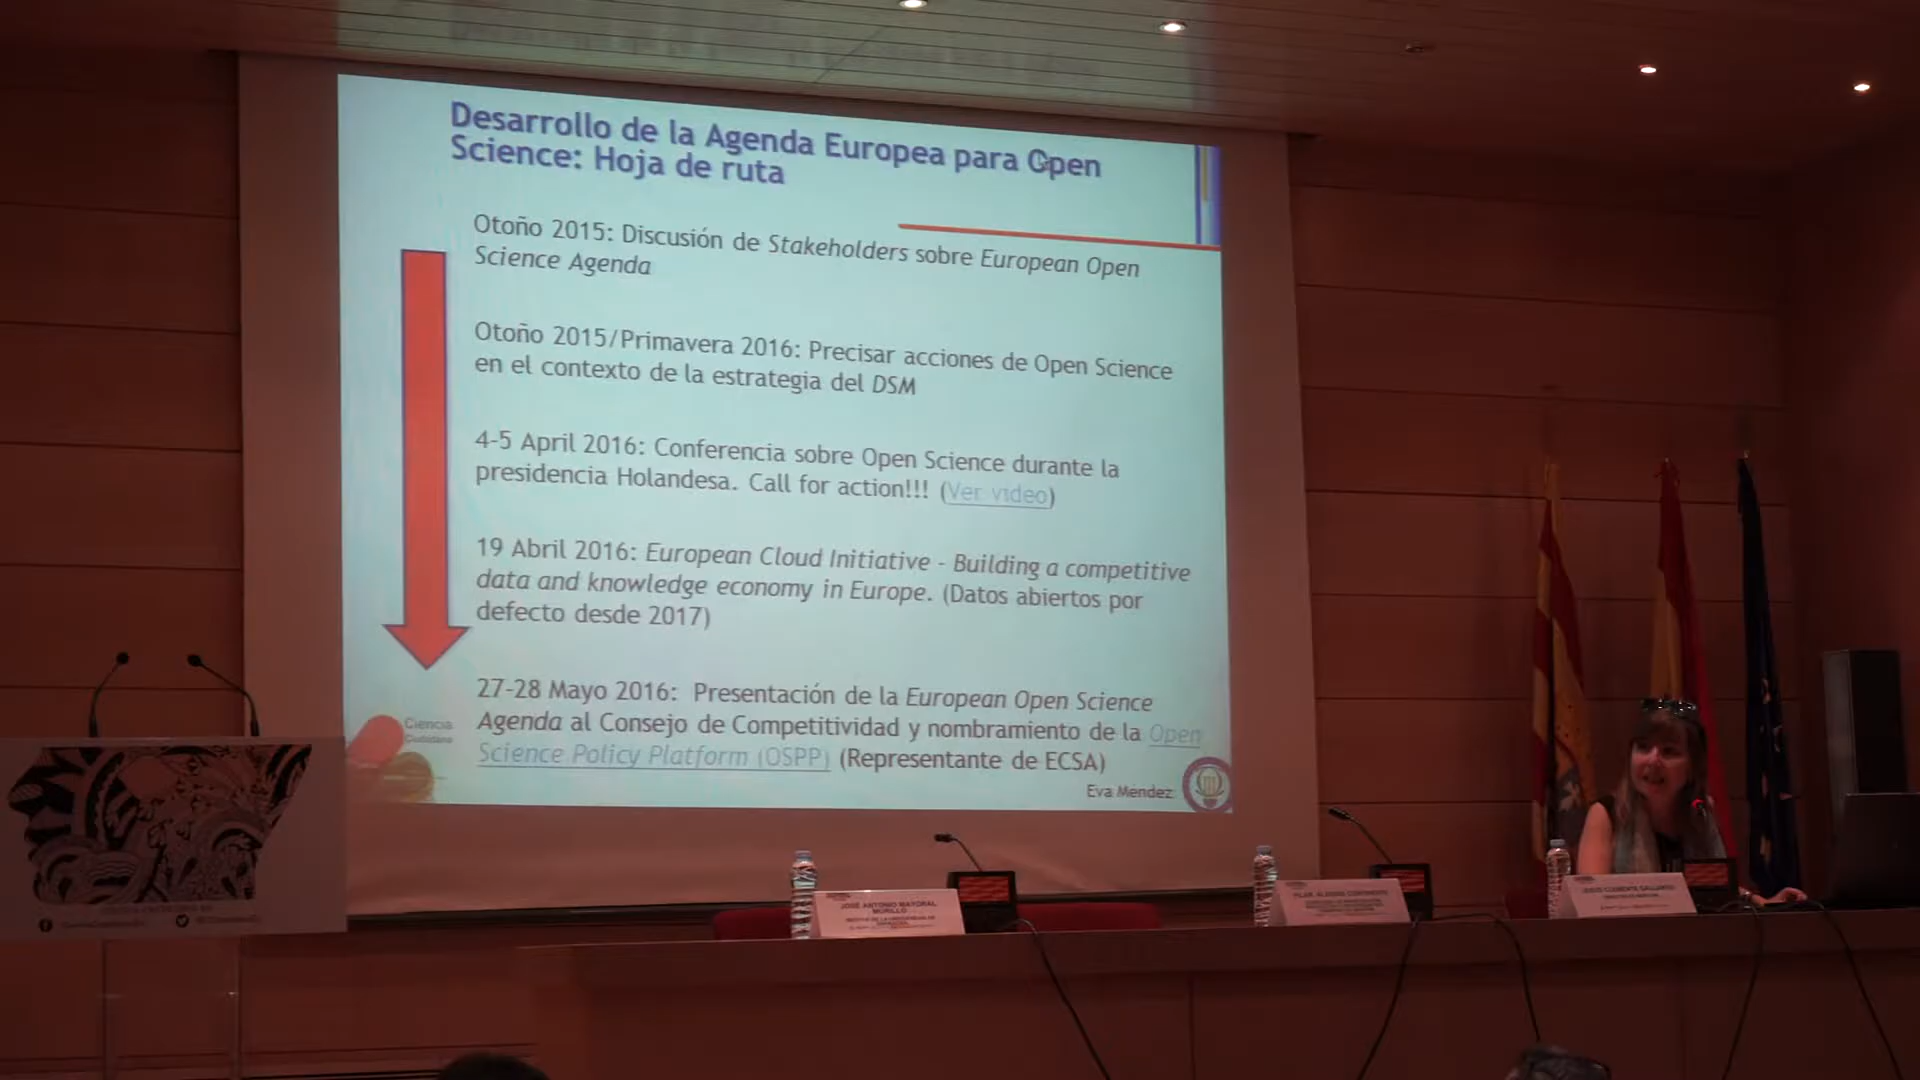 Desarrollo de la Agenda Europea para Open
Science: Hoja de ruta
Otoño 2015: Discusión de Stakeholders sobre European Open
Science Agenda
Otoño 2015/Primavera 2016: Precisar acciones de Open Science
en el contexto de la estrategia del DSM
4-5 April 2016: Conferencia sobre Open Science durante la
presidencia Holandesa. Call for action!!! (Ver video)
19 Abril 2016: European Cloud Initiative - Building a competitive
data and knowledge economy in Europe. (Datos abiertos por
defecto desde 2017)
27-28 Mayo 2016: Presentación de la European Open Science
Agenda al Consejo de Competitividad y nombramiento de la Open
Science Policy Platform (OSPP) (Representante de ECSA)
Ciencia
Ciudadana
Eva Mendez
JOSÉ ANTONIO MAYORAL
MURILLO